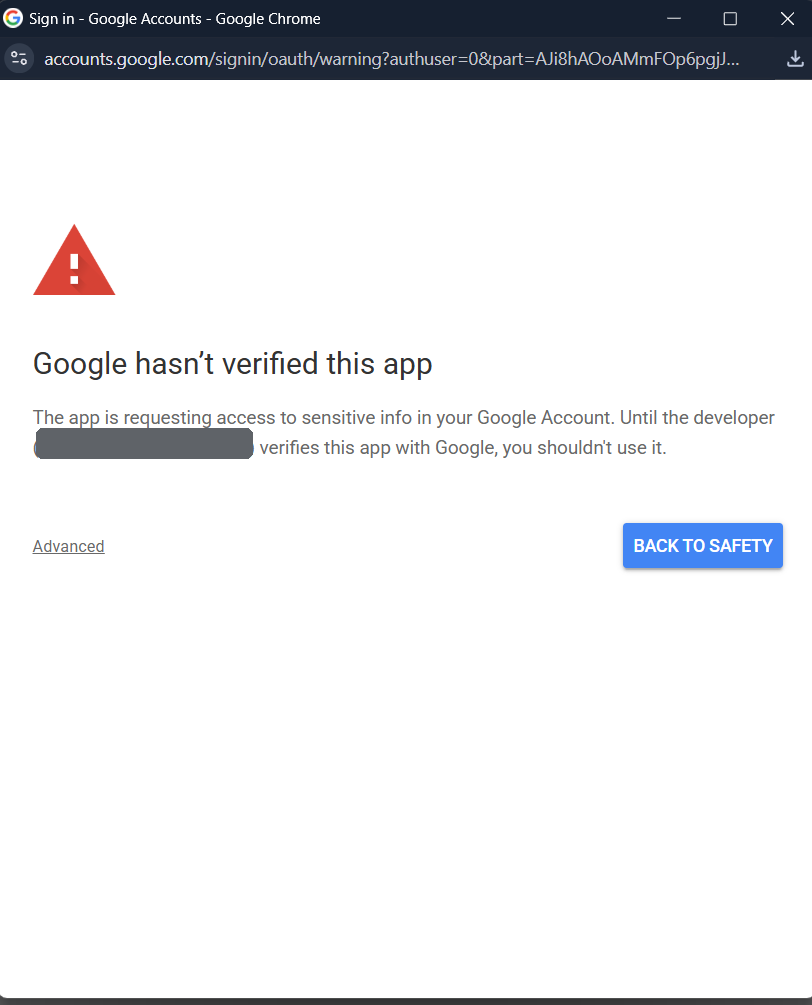 Sign in - Google Accounts - Google Chrome
accounts.google.com/signin/oauth/warning?authuser=0&part=AJi8hAOoAMmFOp6pgjJ...
Google hasn’t verified this app
The app is requesting access to sensitive info in your Google Account. Until the developer
verifies this app with Google, you shouldn't use it.
Advanced
BACK TO SAFETY